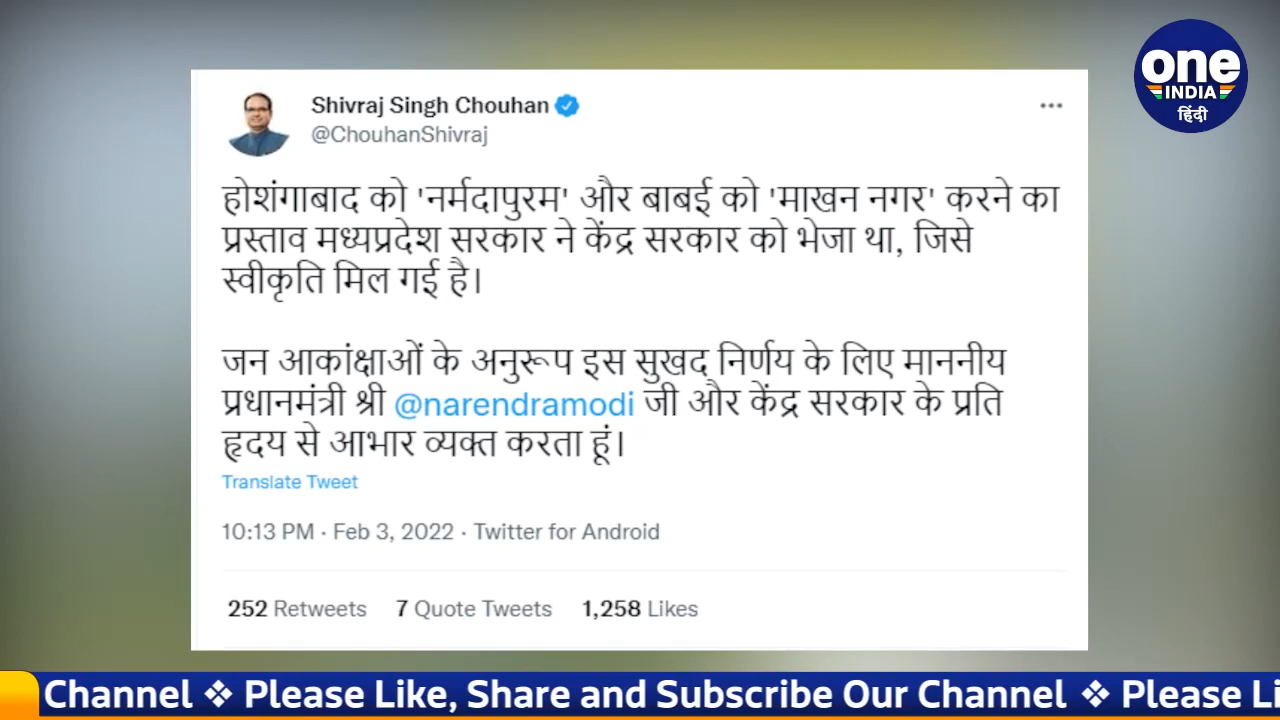 one
INDIA
हिंदी
Shivraj Singh Chouhan
@ChouhanShivraj
होशंगाबाद को 'नर्मदापुरम' और बाबई को 'माखन नगर' करने का
प्रस्ताव मध्यप्रदेश सरकार ने केंद्र सरकार को भेजा था, जिसे
स्वीकृति मिल गई है।
जन आकांक्षाओं के अनुरूप इस सुखद निर्णय के लिए माननीय
प्रधानमंत्री श्री @narendramodi जी और केंद्र सरकार के प्रति
हृदय से आभार व्यक्त करता हूं।
Translate Tweet
10:13 PM · Feb 3, 2022 · Twitter for Android
252 Retweets 7 Quote Tweets 1,258 Likes
Channel ❖ Please Like, Share and Subscribe Our Channel ❖ Please Li